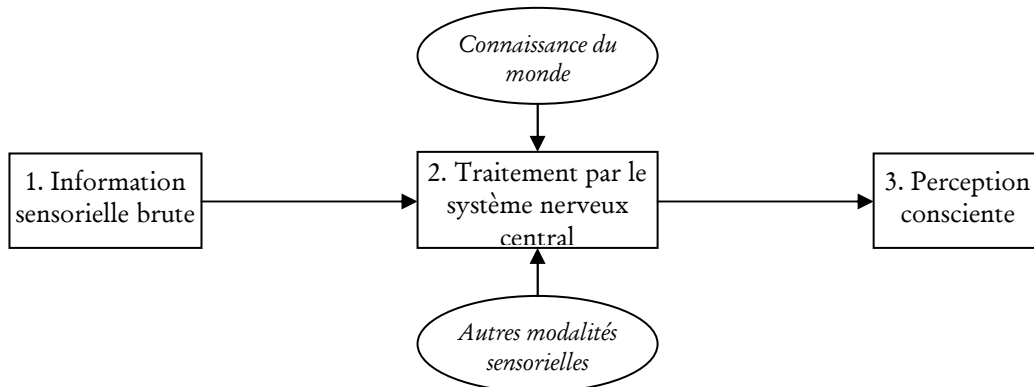 Connaissance du
monde
1. Information
sensorielle brute
2. Traitement par le
système nerveux
central
3. Perception
consciente
Autres modalités
sensorielles